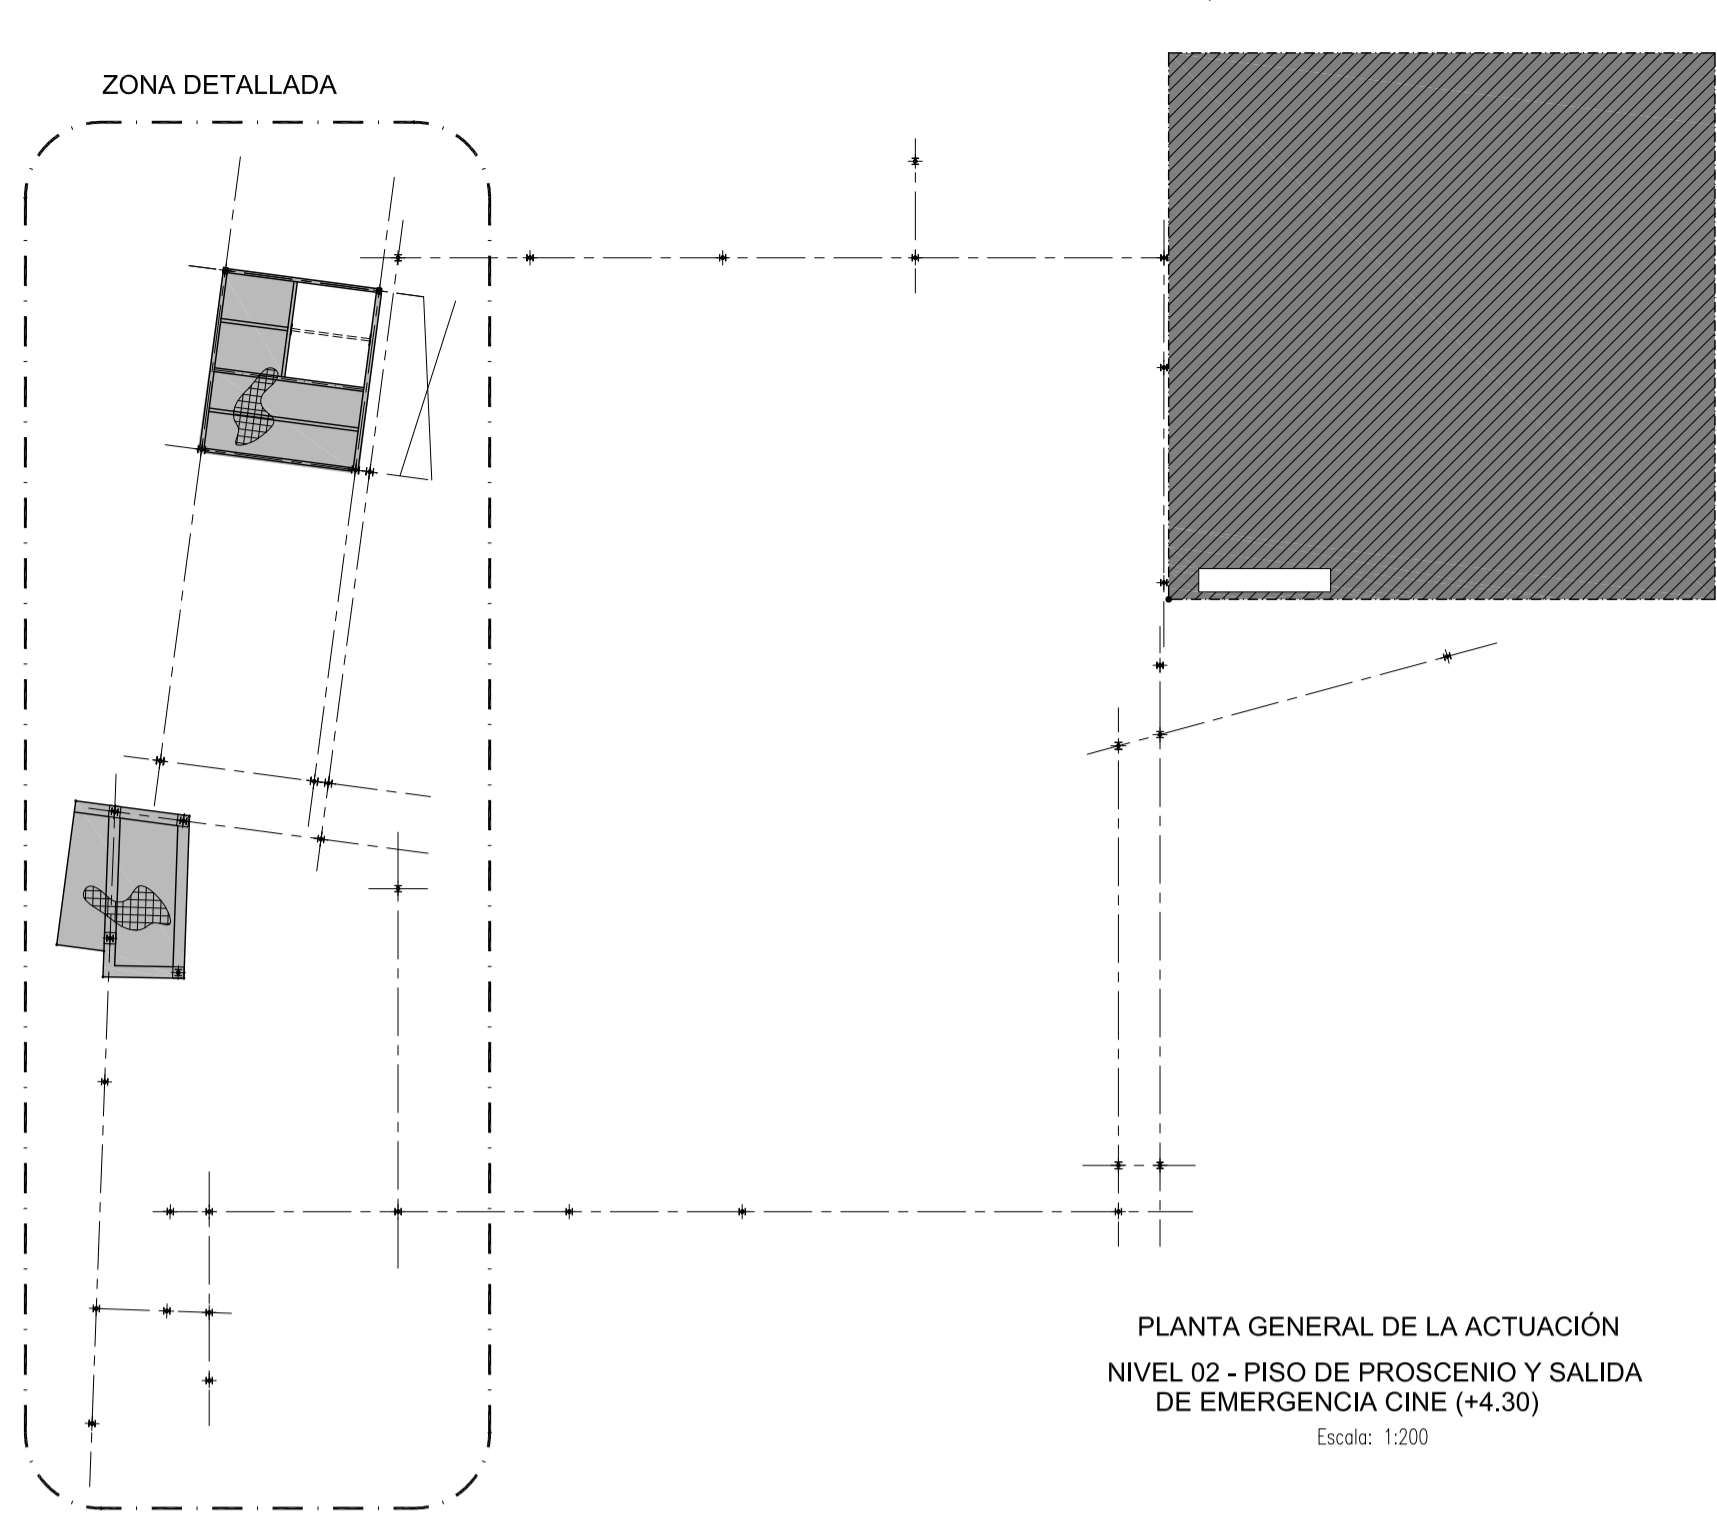 ZONA DETALLADA
PLANTA GENERAL DE LA ACTUACIÓN
NIVEL 02 - PISO DE PROSCENIO Y SALIDA
DE EMERGENCIA CINE (+4.30)
Escala: 1:200